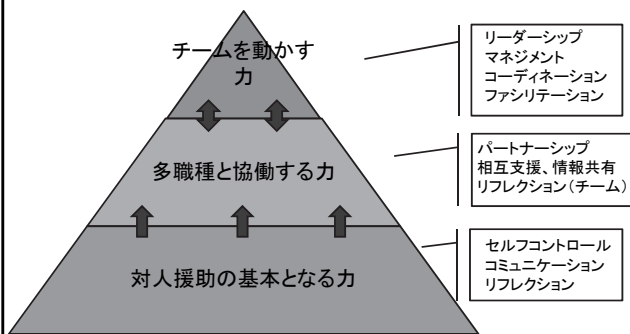 チームを動かす
力
リーダーシップ
マネジメント
コーディネーション
ファシリテーション
多職種と協働する力
パートナーシップ
相互支援、情報共有
リフレクション(チーム)
対人援助の基本となる力
セルフコントロール
コミュニケーション
リフレクション